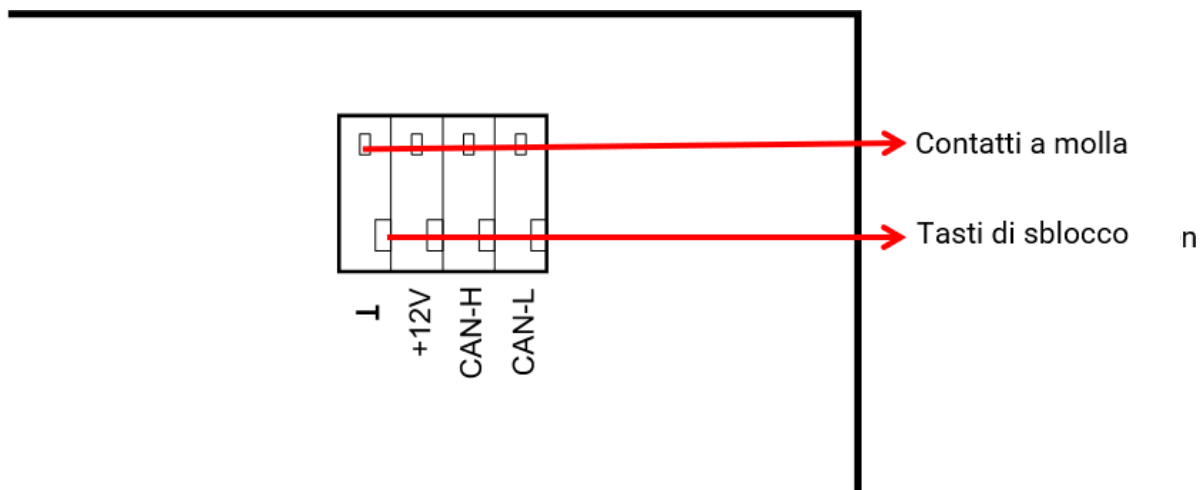 Contatti a molla
Tasti di sblocco
n
⊥
+12V
CAN-H
CAN-L